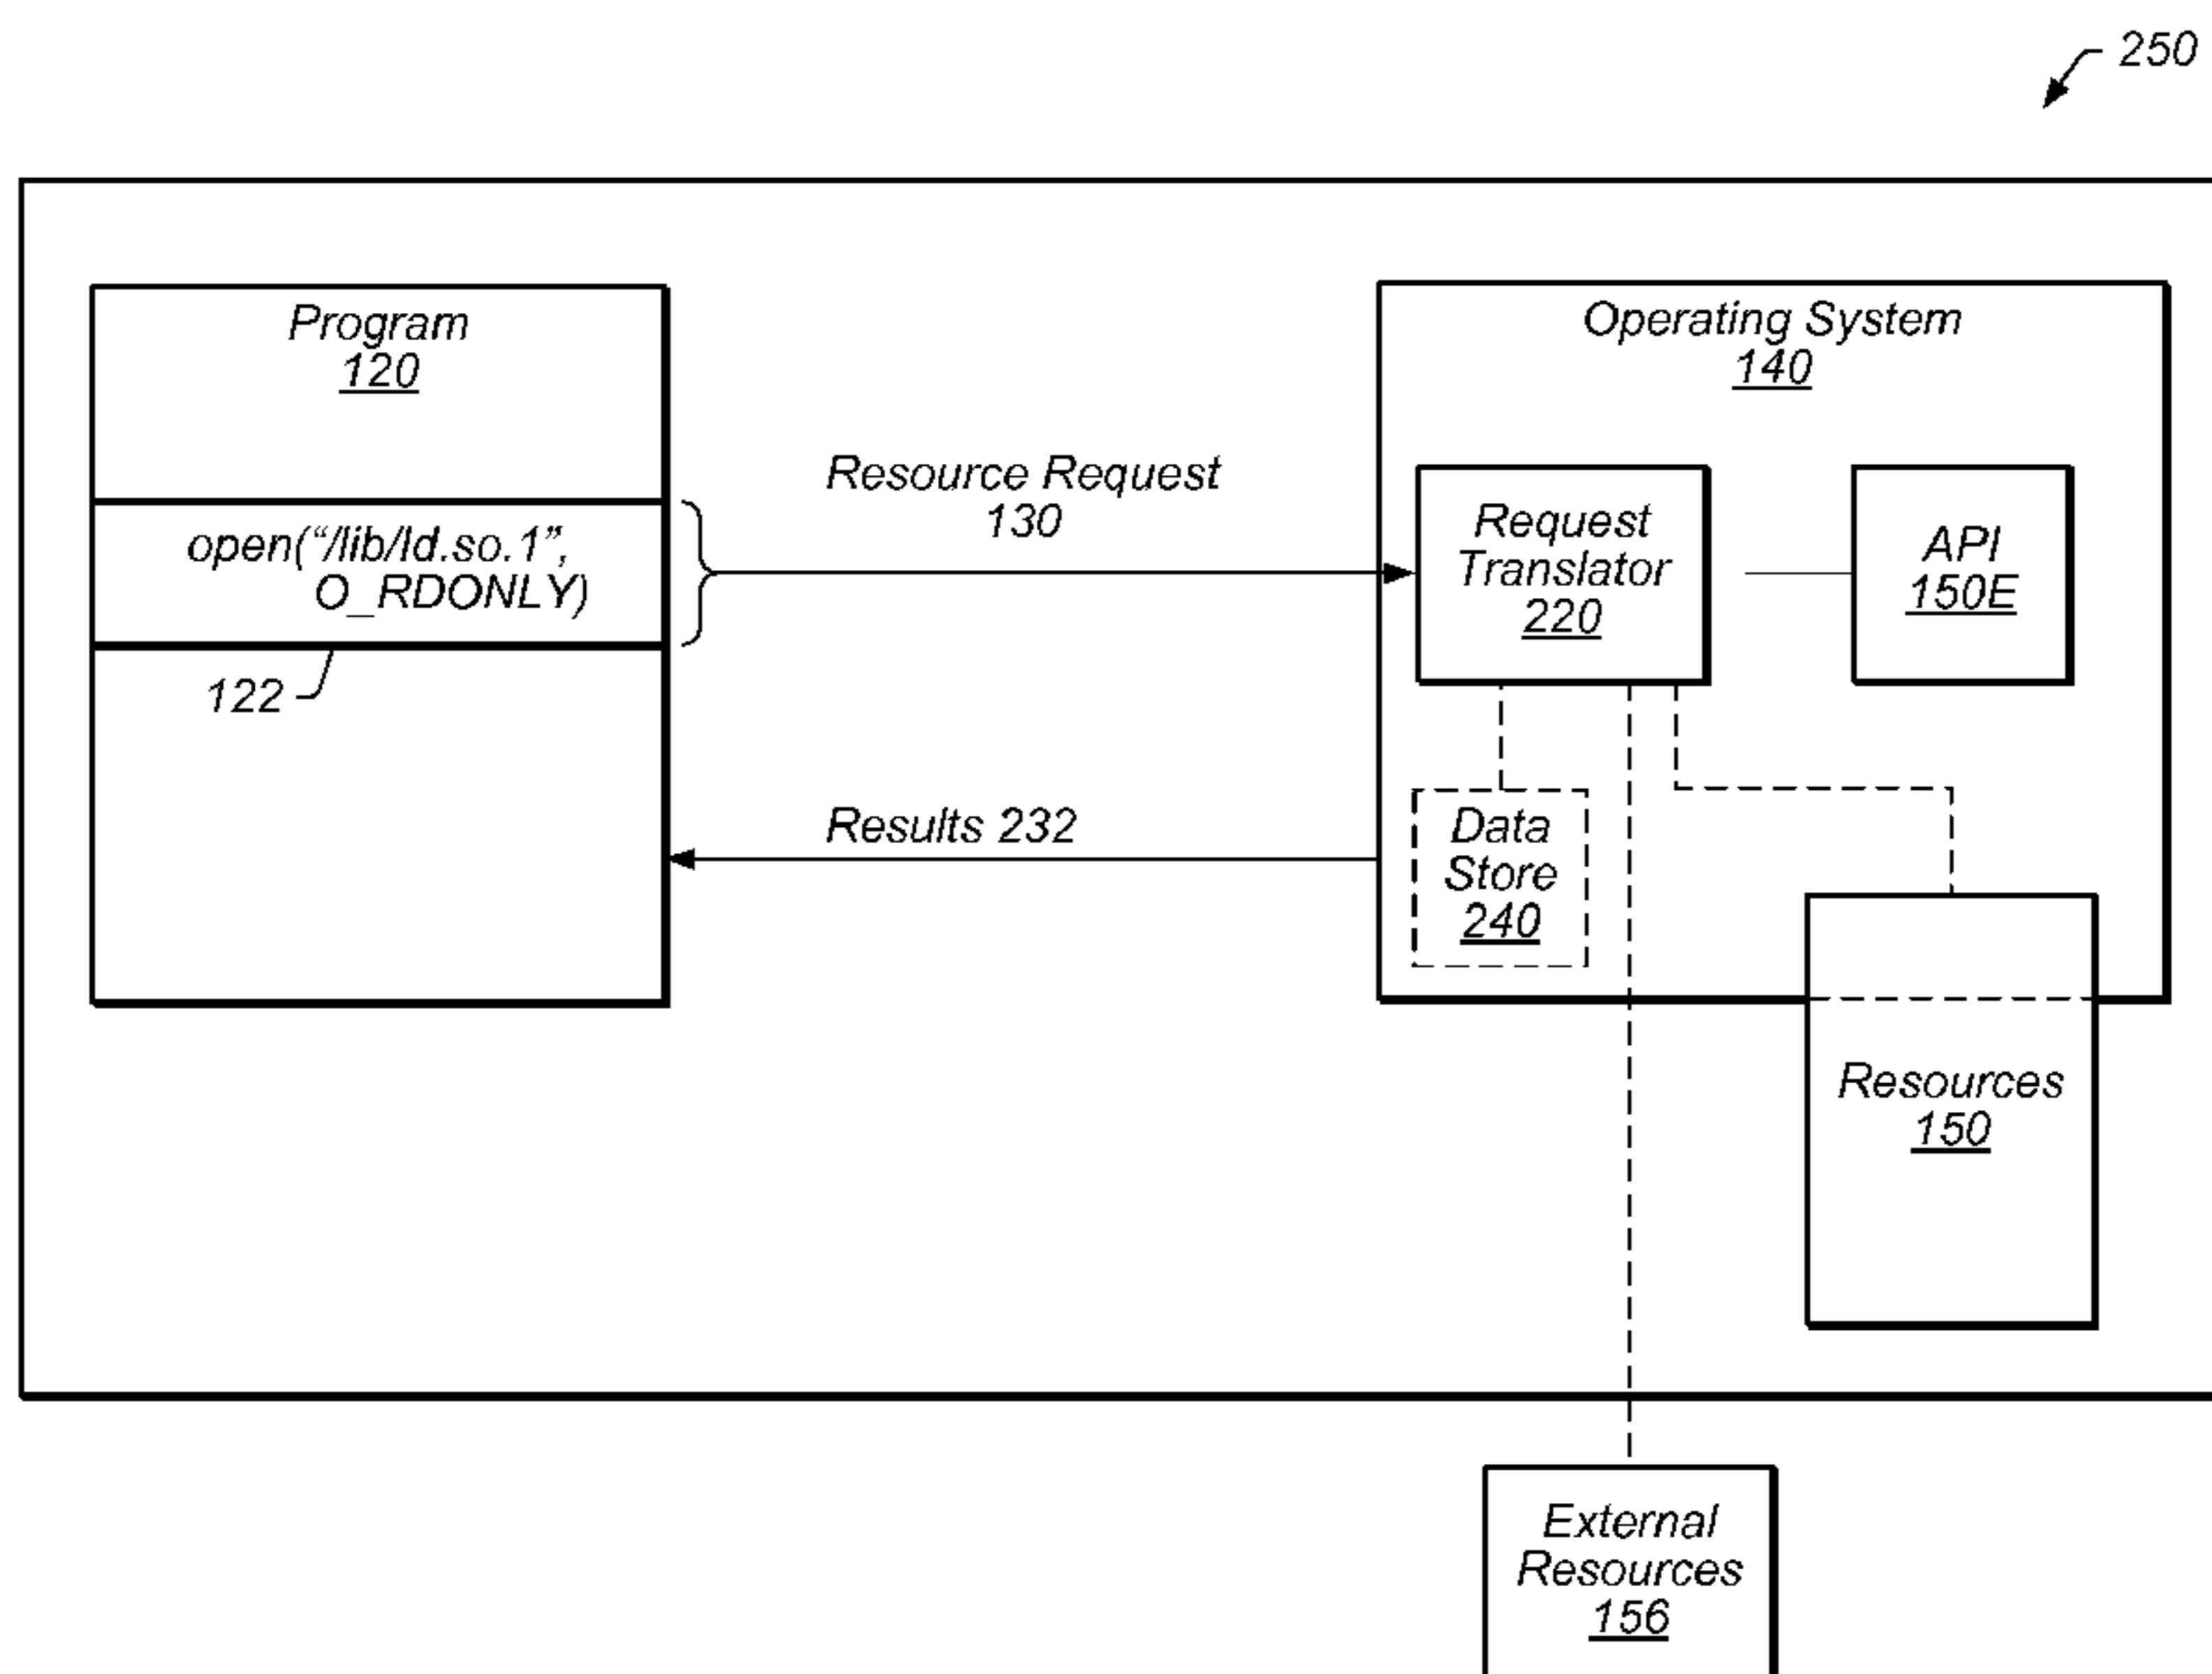 250
Program
120
open("/lib/ld.so.1",
O_RDONLY)
122
Resource Request
130
Results 232
Operating System
140
Request
Translator
220
API
150E
Data
Store
240
Resources
150
External
Resources
156